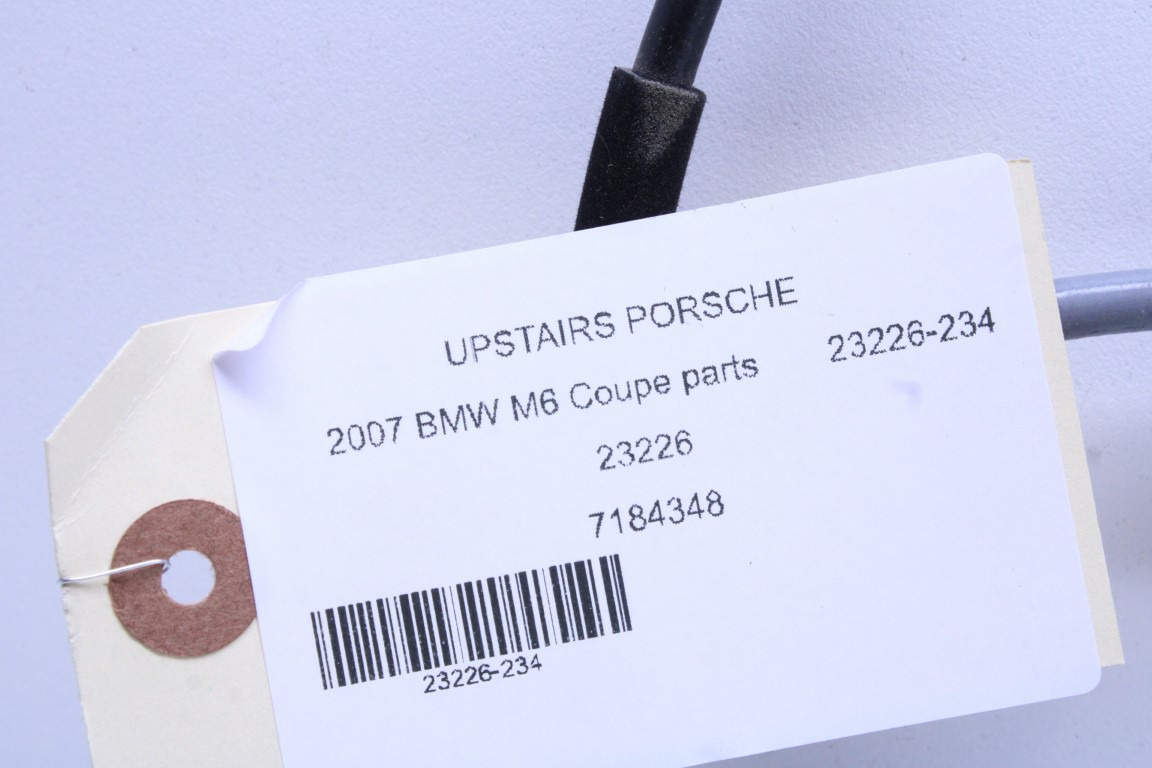 UPSTAIRS PORSCHE
2007 BMW M6 Coupe parts 23226-234
23226
7184348
23226-234